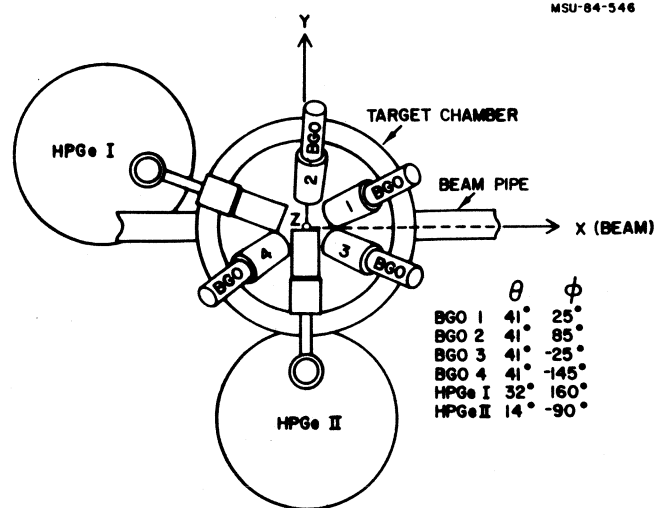 MSU-84-546
Y
TARGET CHAMBER
HPGe I
BGO
2
1 BGO
BEAM PIPE
Z
X (BEAM)
4
BGO
3 BGO
θ ϕ
BGO 1 41° 25°
BGO 2 41° 85°
BGO 3 41° -25°
BGO 4 41° -145°
HPGe I 32° 160°
HPGe II 14° -90°
HPGe II